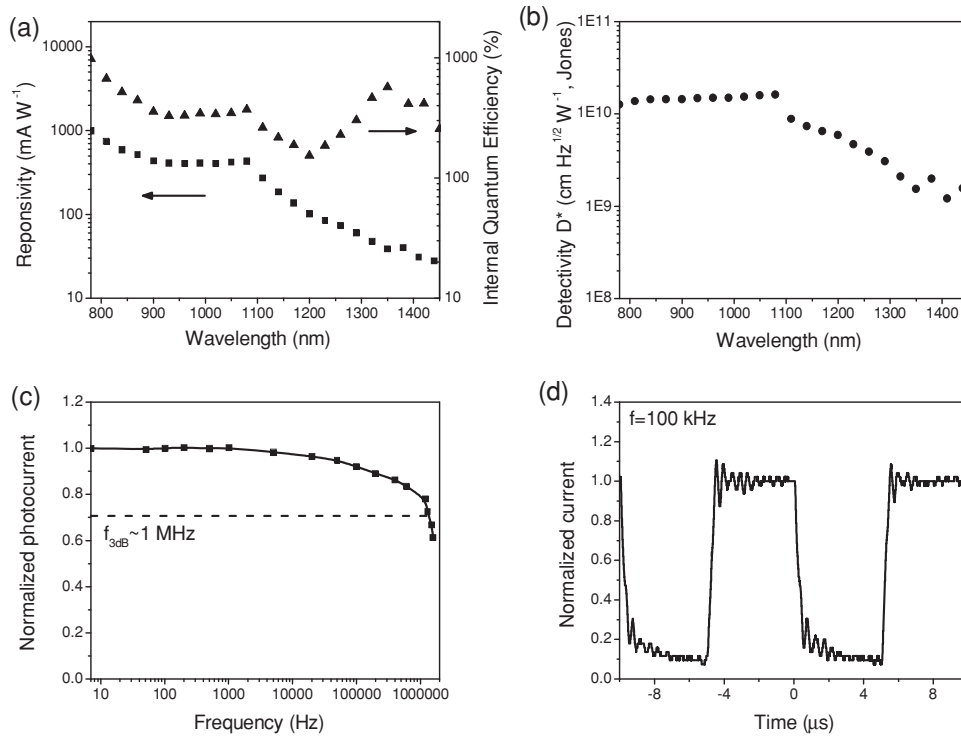 (a)
10000
1000
100
10
Reponsivity (mA W-1)
1000
100
10
Internal Quantum Efficiency (%)
800 900 1000 1100 1200 1300 1400
Wavelength (nm)
(b)
1E11
1E10
1E9
1E8
Detectivity D* (cm Hz1/2 W-1, Jones)
800 900 1000 1100 1200 1300 1400
Wavelength (nm)
(c)
1.2
1.0
0.8
0.6
0.4
0.2
0.0
Normalized photocurrent
f3dB~1 MHz
10 100 1000 10000 100000 1000000
Frequency (Hz)
(d)
f=100 kHz
1.4
1.2
1.0
0.8
0.6
0.4
0.2
0.0
Normalized current
-8 -4 0 4 8
Time (μs)